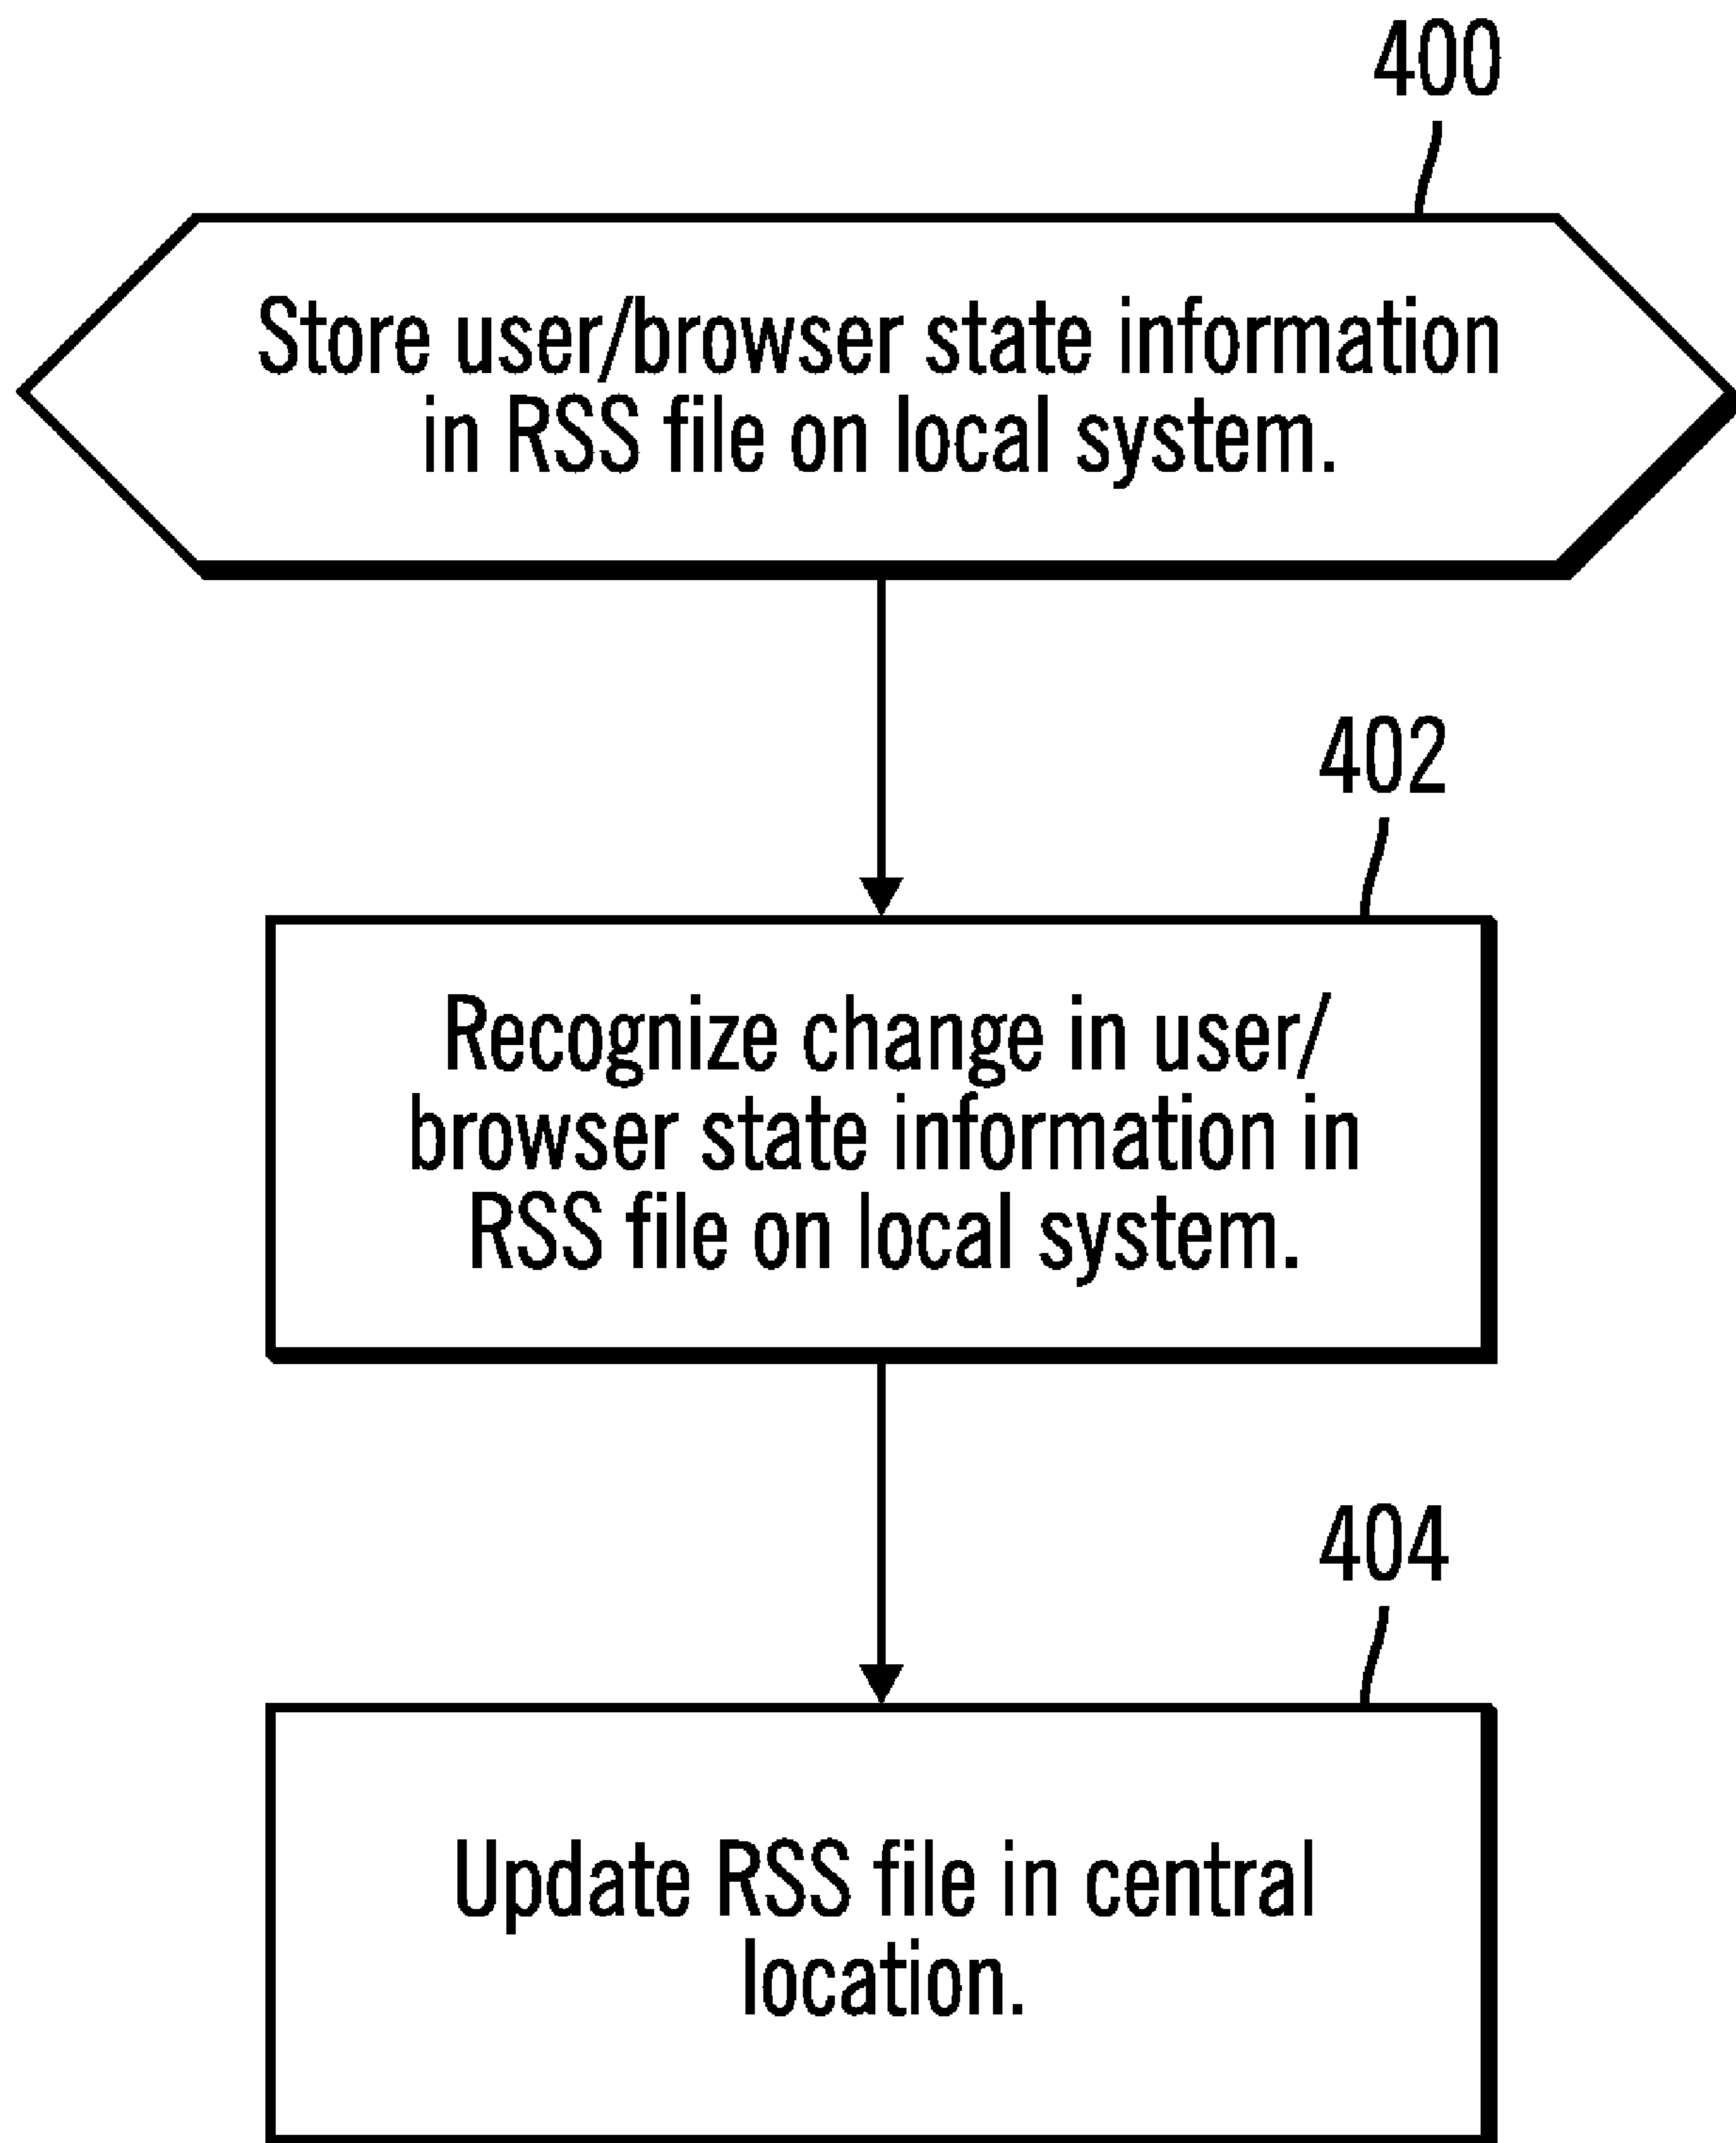 400
Store user/browser state information
in RSS file on local system.
402
Recognize change in user/
browser state information in
RSS file on local system.
404
Update RSS file in central
location.